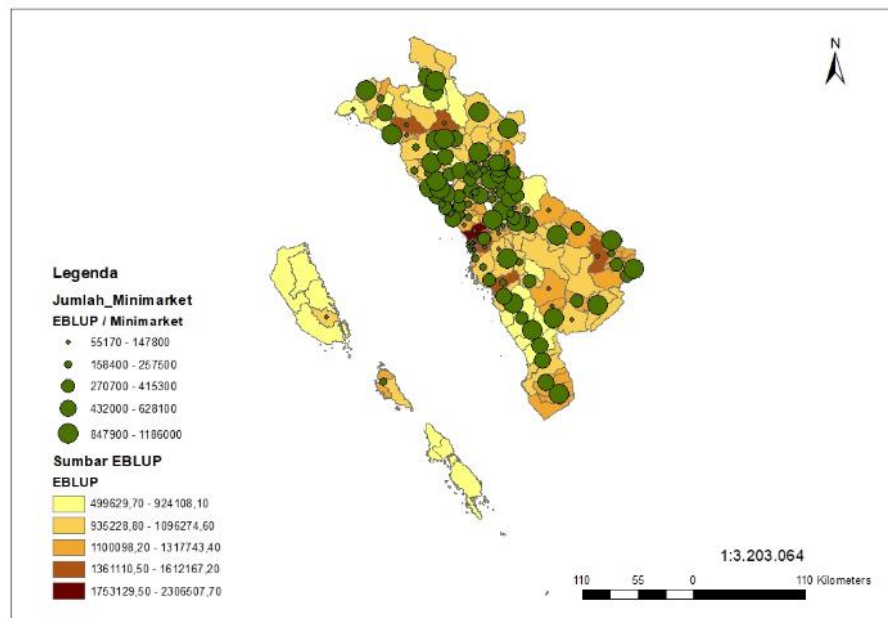 N
Legenda
Jumlah_Minimarket
EBLUP / Minimarket
55170 - 147800
158400 - 257500
270700 - 415300
432000 - 628100
847900 - 1186000
Sumbar EBLUP
EBLUP
499629,70 - 924108,10
935228,80 - 1096274,60
1100098,20 - 1317743,40
1361110,50 - 1612167,20
1753129,50 - 2306507,70
1:3.203.064
110 55 0 110 Kilometers